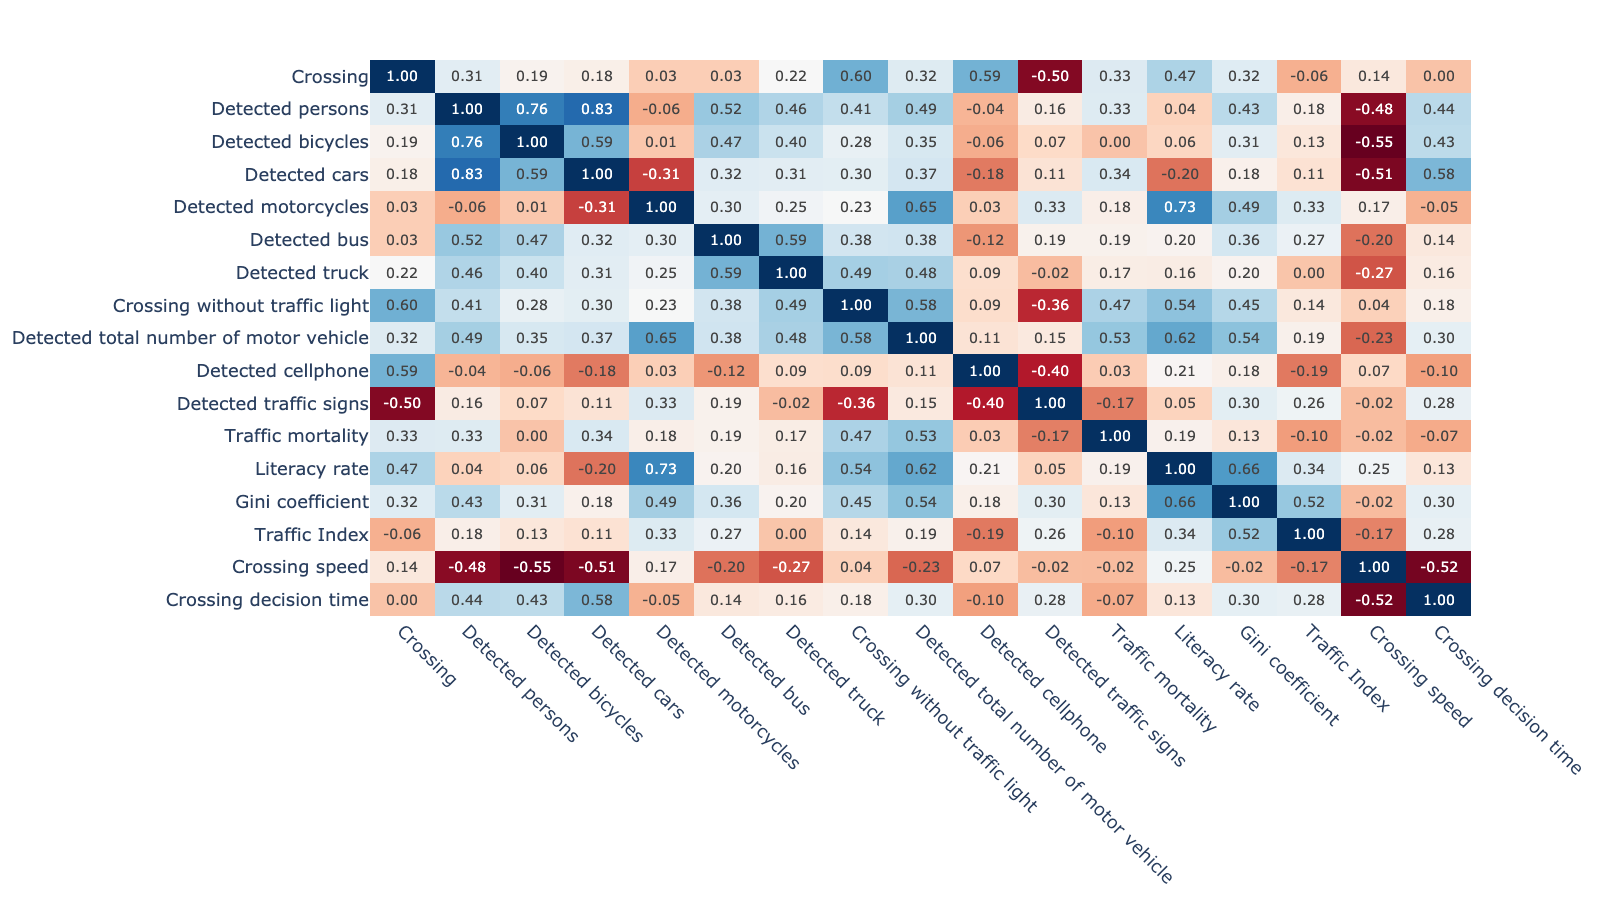 Crossing 1.00 0.31 0.19 0.18 0.03 0.03 0.22 0.60 0.32 0.59 -0.50 0.33 0.47 0.32 -0.06 0.14 0.00
Detected persons 0.31 1.00 0.76 0.83 -0.06 0.52 0.46 0.41 0.49 -0.04 0.16 0.33 0.04 0.43 0.18 -0.48 0.44
Detected bicycles 0.19 0.76 1.00 0.59 0.01 0.47 0.40 0.28 0.35 -0.06 0.07 0.00 0.06 0.31 0.13 -0.55 0.43
Detected cars 0.18 0.83 0.59 1.00 -0.31 0.32 0.31 0.30 0.37 -0.18 0.11 0.34 -0.20 0.18 0.11 -0.51 0.58
Detected motorcycles 0.03 -0.06 0.01 -0.31 1.00 0.30 0.25 0.23 0.65 0.03 0.33 0.18 0.73 0.49 0.33 0.17 -0.05
Detected bus 0.03 0.52 0.47 0.32 0.30 1.00 0.59 0.38 0.38 -0.12 0.19 0.19 0.20 0.36 0.27 -0.20 0.14
Detected truck 0.22 0.46 0.40 0.31 0.25 0.59 1.00 0.49 0.48 0.09 -0.02 0.17 0.16 0.20 0.00 -0.27 0.16
Crossing without traffic light 0.60 0.41 0.28 0.30 0.23 0.38 0.49 1.00 0.58 0.09 -0.36 0.47 0.54 0.45 0.14 0.04 0.18
Detected total number of motor vehicle 0.32 0.49 0.35 0.37 0.65 0.38 0.48 0.58 1.00 0.11 0.15 0.53 0.62 0.54 0.19 -0.23 0.30
Detected cellphone 0.59 -0.04 -0.06 -0.18 0.03 -0.12 0.09 0.09 0.11 1.00 -0.40 0.03 0.21 0.18 -0.19 0.07 -0.10
Detected traffic signs -0.50 0.16 0.07 0.11 0.33 0.19 -0.02 -0.36 0.15 -0.40 1.00 -0.17 0.05 0.30 0.26 -0.02 0.28
Traffic mortality 0.33 0.33 0.00 0.34 0.18 0.19 0.17 0.47 0.53 0.03 -0.17 1.00 0.19 0.13 -0.10 -0.02 -0.07
Literacy rate 0.47 0.04 0.06 -0.20 0.73 0.20 0.16 0.54 0.62 0.21 0.05 0.19 1.00 0.66 0.34 0.25 0.13
Gini coefficient 0.32 0.43 0.31 0.18 0.49 0.36 0.20 0.45 0.54 0.18 0.30 0.13 0.66 1.00 0.52 -0.02 0.30
Traffic Index -0.06 0.18 0.13 0.11 0.33 0.27 0.00 0.14 0.19 -0.19 0.26 -0.10 0.34 0.52 1.00 -0.17 0.28
Crossing speed 0.14 -0.48 -0.55 -0.51 0.17 -0.20 -0.27 0.04 -0.23 0.07 -0.02 -0.02 0.25 -0.02 -0.17 1.00 -0.52
Crossing decision time 0.00 0.44 0.43 0.58 -0.05 0.14 0.16 0.18 0.30 -0.10 0.28 -0.07 0.13 0.30 0.28 -0.52 1.00
Crossing
Detected persons
Detected bicycles
Detected cars
Detected motorcycles
Detected bus
Detected truck
Crossing without traffic light
Detected total number of motor vehicle
Detected cellphone
Detected traffic signs
Traffic mortality
Literacy rate
Gini coefficient
Traffic Index
Crossing speed
Crossing decision time